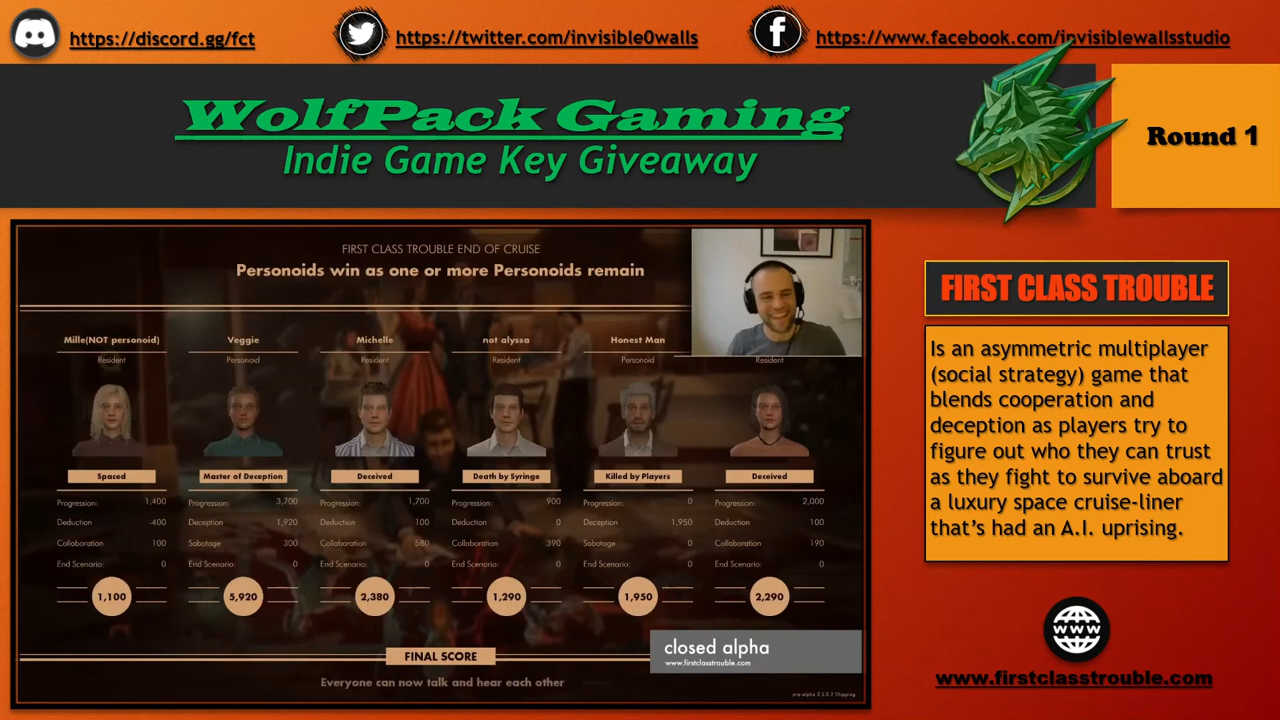 https://discord.gg/fct
https://twitter.com/invisible0walls
https://www.facebook.com/invisiblewallsstudio
WolfPack Gaming
Indie Game Key Giveaway
Round 1
FIRST CLASS TROUBLE END OF CRUISE
Personoids win as one or more Personoids remain
Mille(NOT personoid) Veggie Michelle not alyssa Honest Man
Resident Personoid Resident Resident Personoid Resident
Spaced Master of Deception Deceived Death by Syringe Killed by Players Deceived
Progression: 1,400 Progression: 3,700 Progression: 1,700 Progression: 900 Progression: 0 Progression: 2,000
Deduction -400 Deception 1,920 Deduction: 100 Deduction: 0 Deception 1,950 Deduction: 100
Collaboration 100 Sabotage 300 Collaboration: 580 Collaboration: 390 Sabotage 0 Collaboration: 190
End Scenario: 0 End Scenario: 0 End Scenario: 0 End Scenario: 0 End Scenario: 0 End Scenario: 0
1,100 5,920 2,380 1,290 1,950 2,290
FINAL SCORE
Everyone can now talk and hear each other
closed alpha
www.firstclasstrouble.com
FIRST CLASS TROUBLE
Is an asymmetric multiplayer
(social strategy) game that
blends cooperation and
deception as players try to
figure out who they can trust
as they fight to survive aboard
a luxury space cruise-liner
that's had an A.I. uprising.
WWW
www.firstclasstrouble.com